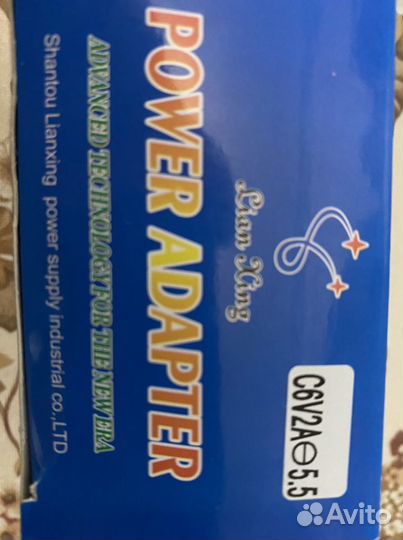 Lian Xing
C6V2A⊖5.5
POWER ADAPTER
ADVANCED TECHNOLOGY FOR THE NEW ERA
Shantou Lianxing power supply industrial co.,LTD
Avito